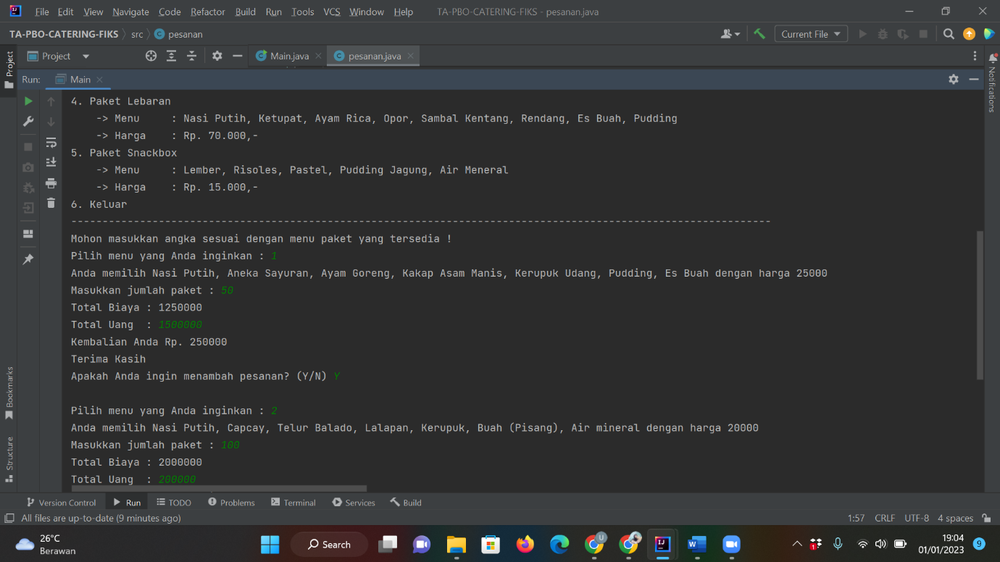 File Edit View Navigate Code Refactor Build Run Tools VCS Window Help TA-PBO-CATERING-FIKS - pesanan.java
TA-PBO-CATERING-FIKS src pesanan Current File
Project Main.java pesanan.java
Run: Main
Project
Notifications
4. Paket Lebaran
-> Menu : Nasi Putih, Ketupat, Ayam Rica, Opor, Sambal Kentang, Rendang, Es Buah, Pudding
-> Harga : Rp. 70.000,-
5. Paket Snackbox
-> Menu : Lember, Risoles, Pastel, Pudding Jagung, Air Meneral
-> Harga : Rp. 15.000,-
6. Keluar
----------------------------------------------------------------------------------------------------------------
Mohon masukkan angka sesuai dengan menu paket yang tersedia !
Pilih menu yang Anda inginkan : 1
Anda memilih Nasi Putih, Aneka Sayuran, Ayam Goreng, Kakap Asam Manis, Kerupuk Udang, Pudding, Es Buah dengan harga 25000
Masukkan jumlah paket : 50
Total Biaya : 1250000
Total Uang : 1500000
Kembalian Anda Rp. 250000
Terima Kasih
Apakah Anda ingin menambah pesanan? (Y/N) Y
Pilih menu yang Anda inginkan : 2
Anda memilih Nasi Putih, Capcay, Telur Balado, Lalapan, Kerupuk, Buah (Pisang), Air mineral dengan harga 20000
Masukkan jumlah paket : 100
Total Biaya : 2000000
Total Uang : 200000
Bookmarks
Structure
Version Control Run TODO Problems Terminal Services Build
All files are up-to-date (9 minutes ago) 1:57 CRLF UTF-8 4 spaces
26°C
Berawan
Search
19:04
01/01/2023
9